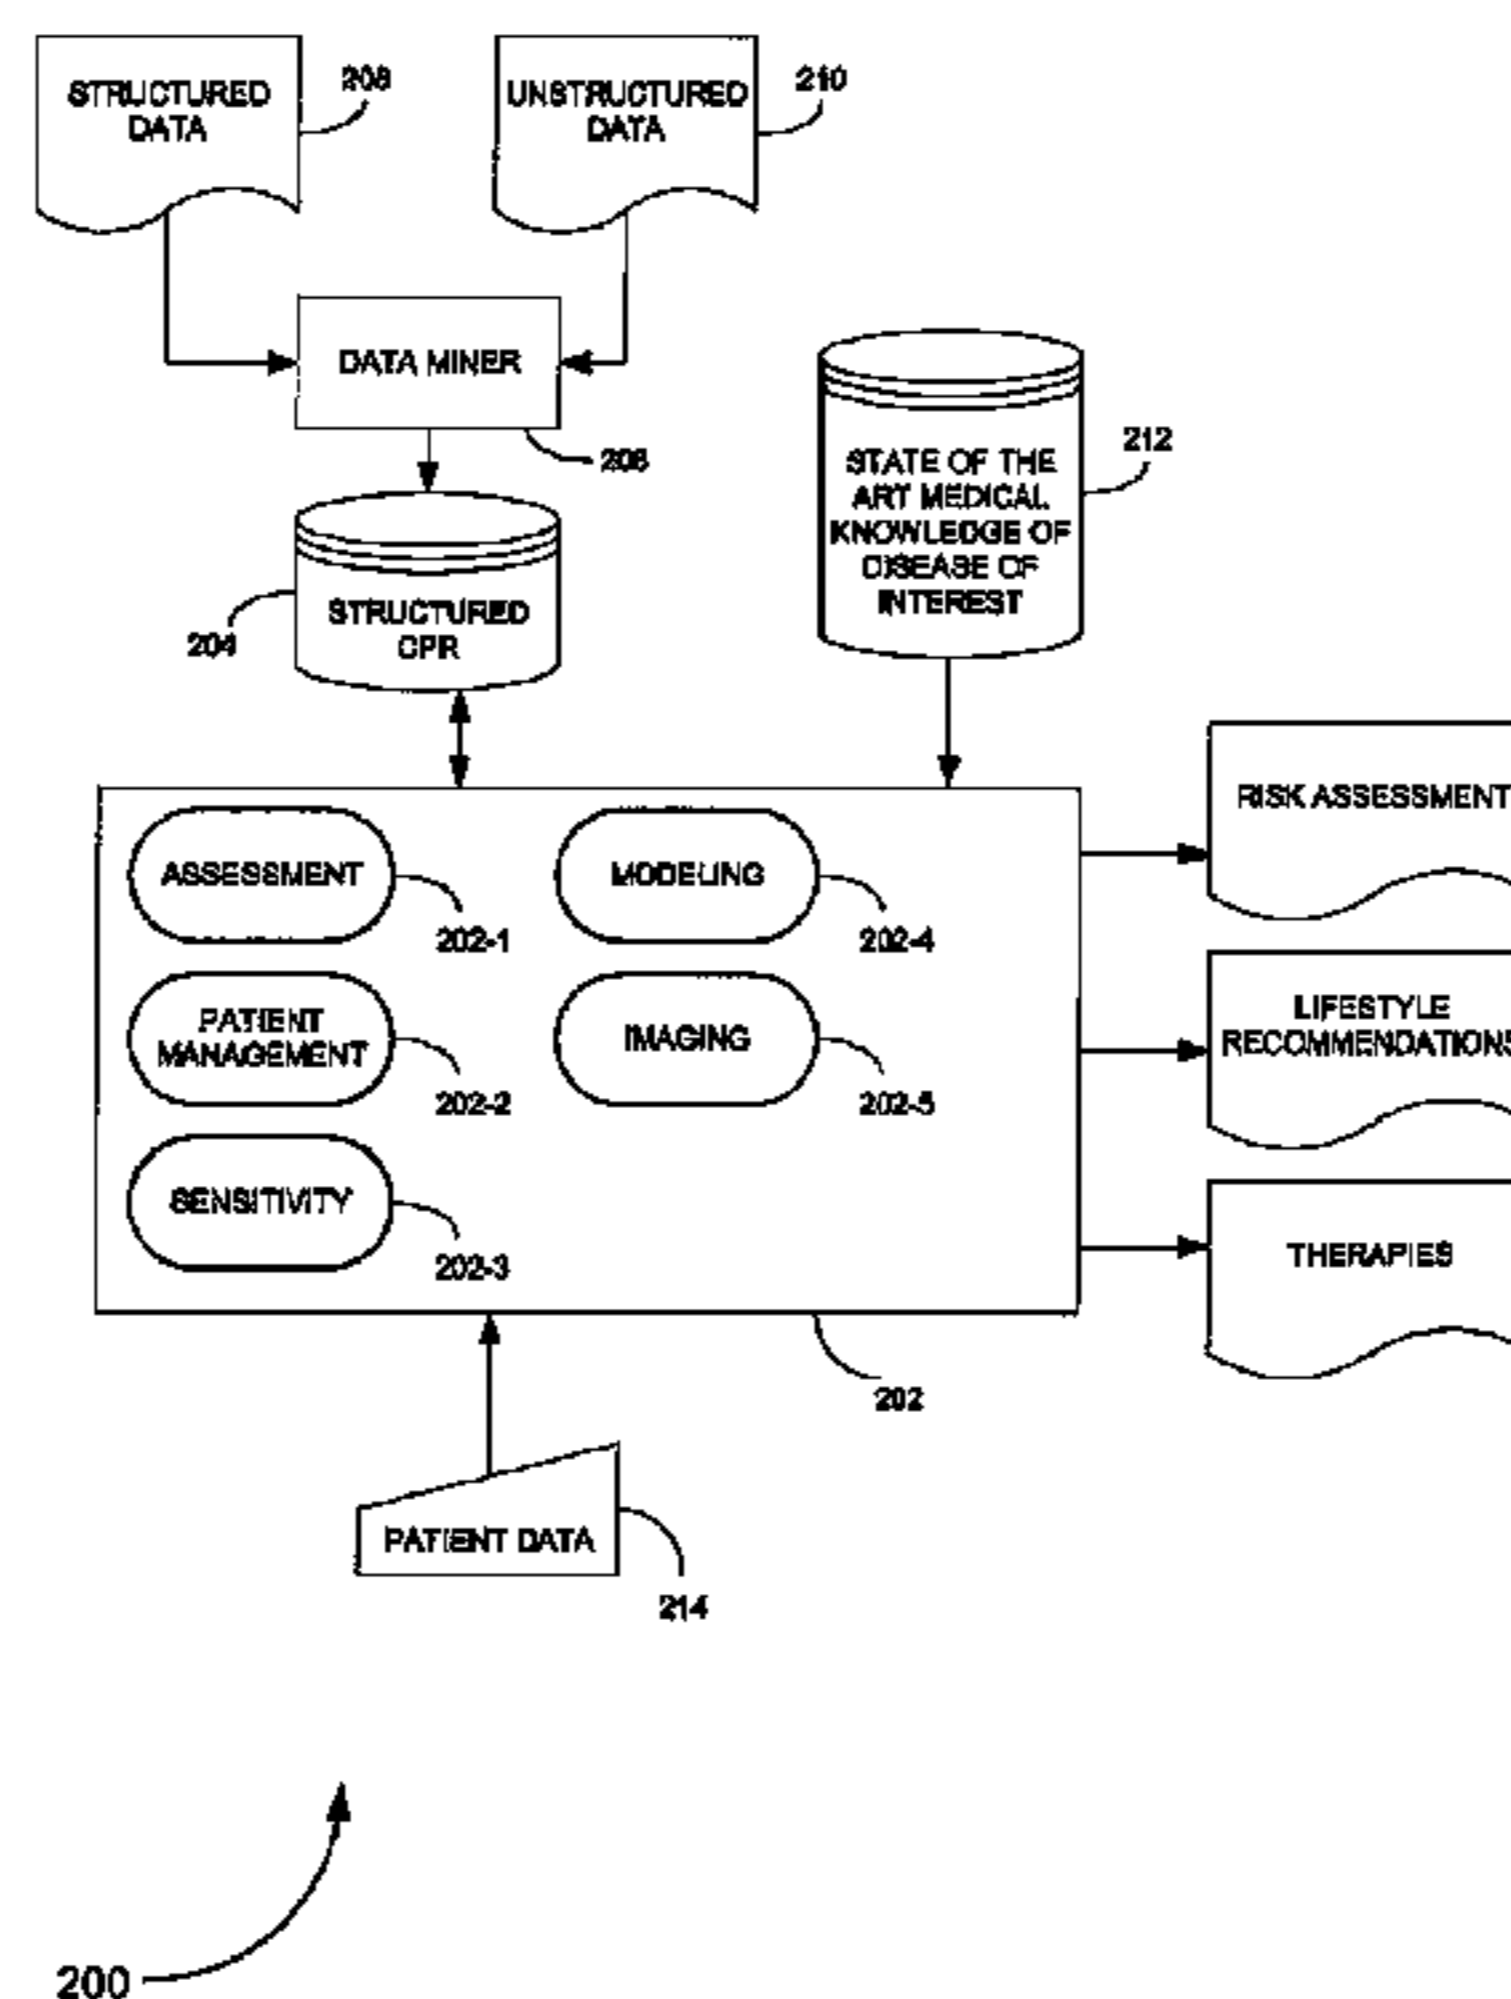 STRUCTURED
DATA
208
UNSTRUCTURED
DATA
210
DATA MINER
206
STATE OF THE
ART MEDICAL
KNOWLEDGE OF
DISEASE OF
INTEREST
212
STRUCTURED
CPR
204
ASSESSMENT
202-1
MODELING
202-4
PATIENT
MANAGEMENT
202-2
IMAGING
202-5
SENSITIVITY
202-3
RISK ASSESSMENT
LIFESTYLE
RECOMMENDATIONS
THERAPIES
202
PATIENT DATA
214
200